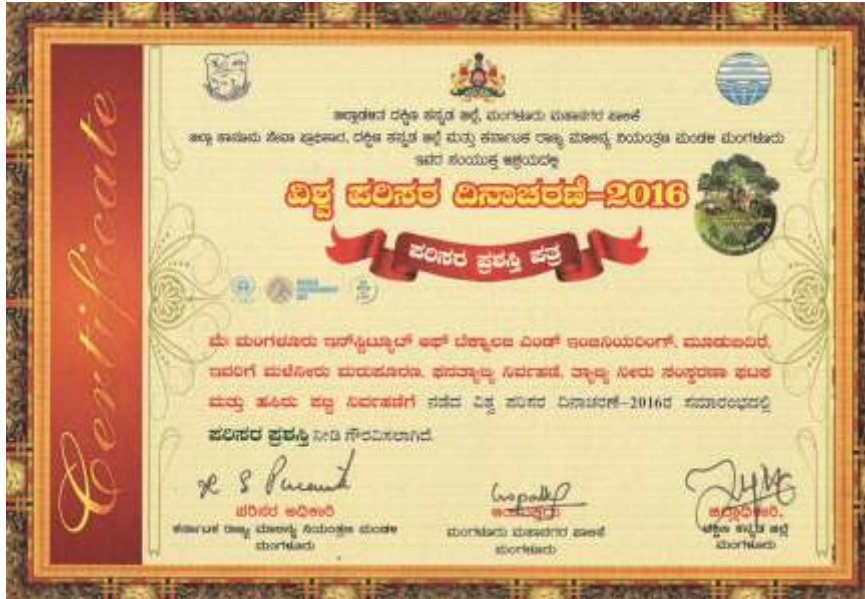 Certificate
ಜಿಲ್ಲಾಡಳಿತ ದಕ್ಷಿಣ ಕನ್ನಡ ಜಿಲ್ಲೆ, ಮಂಗಳೂರು ಮಹಾನಗರ ಪಾಲಿಕೆ
ಜಿಲ್ಲಾ ಕಾನೂನು ಸೇವಾ ಪ್ರಾಧಿಕಾರ, ದಕ್ಷಿಣ ಕನ್ನಡ ಜಿಲ್ಲೆ ಮತ್ತು ಕರ್ನಾಟಕ ರಾಜ್ಯ ಮಾಲಿನ್ಯ ನಿಯಂತ್ರಣ ಮಂಡಳಿ ಮಂಗಳೂರು
ಇವರ ಸಂಯುಕ್ತ ಆಶ್ರಯದಲ್ಲಿ
ವಿಶ್ವ ಪರಿಸರ ದಿನಾಚರಣೆ-2016
ಪರಿಸರ ಪ್ರಶಸ್ತಿ ಪತ್ರ
ಮೆ: ಮಂಗಳೂರು ಇನ್‌ಸ್ಟಿಟ್ಯೂಟ್ ಆಫ್ ಟೆಕ್ನಾಲಜಿ ಎಂಡ್ ಇಂಜಿನಿಯರಿಂಗ್, ಮೂಡುಬಿದಿರೆ,
ಇವರಿಗೆ ಮಳೆನೀರು ಮರುಪೂರಣ, ಘನತ್ಯಾಜ್ಯ ನಿರ್ವಹಣೆ, ತ್ಯಾಜ್ಯ ನೀರು ಸಂಸ್ಕರಣಾ ಘಟಕ
ಮತ್ತು ಹಸಿರು ಪಟ್ಟಿ ನಿರ್ವಹಣೆಗೆ ನಡೆದ ವಿಶ್ವ ಪರಿಸರ ದಿನಾಚರಣೆ-2016ರ ಸಮಾರಂಭದಲ್ಲಿ
ಪರಿಸರ ಪ್ರಶಸ್ತಿ ನೀಡಿ ಗೌರವಿಸಲಾಗಿದೆ.
ಪರಿಸರ ಅಧಿಕಾರಿ
ಕರ್ನಾಟಕ ರಾಜ್ಯ ಮಾಲಿನ್ಯ ನಿಯಂತ್ರಣ ಮಂಡಳಿ
ಮಂಗಳೂರು
ಆಯುಕ್ತರು
ಮಂಗಳೂರು ಮಹಾನಗರ ಪಾಲಿಕೆ
ಮಂಗಳೂರು
ಜಿಲ್ಲಾಧಿಕಾರಿ,
ದಕ್ಷಿಣ ಕನ್ನಡ ಜಿಲ್ಲೆ
ಮಂಗಳೂರು